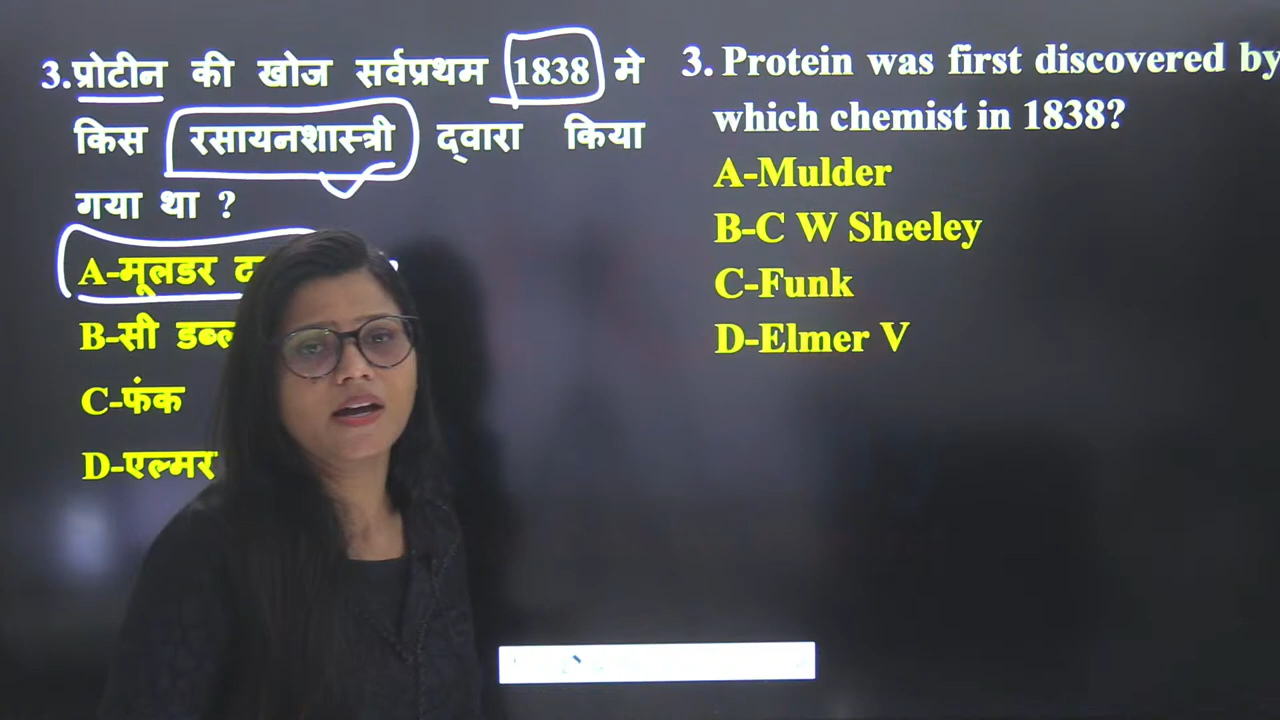 3.प्रोटीन की खोज सर्वप्रथम 1838 मे
किस रसायनशास्त्री द्वारा किया
गया था ?
A-मूलडर
B-सी
C-फंक
D-एल्मर
3. Protein was first discovered by
which chemist in 1838?
A-Mulder
B-C W Sheeley
C-Funk
D-Elmer V